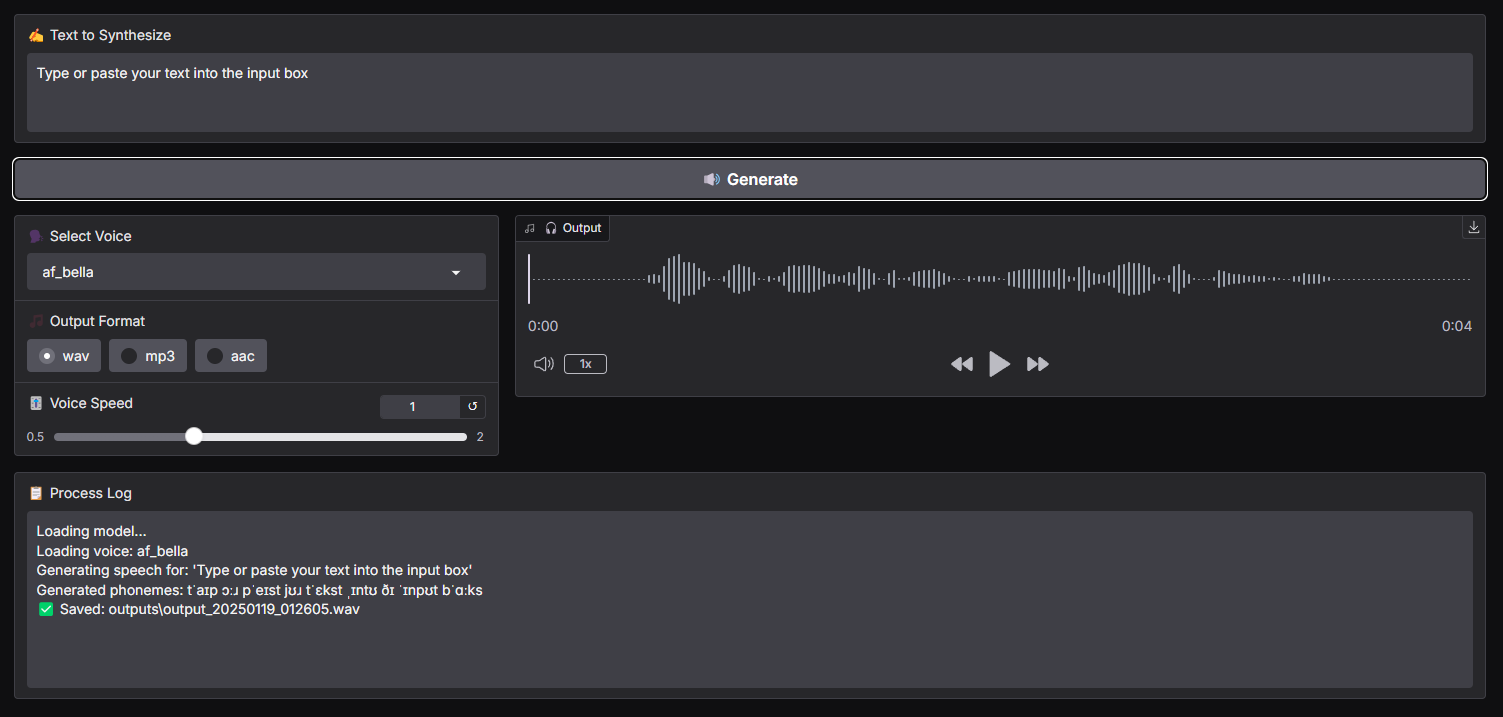 ✍️ Text to Synthesize
Type or paste your text into the input box
🔊 Generate
🗣️ Select Voice
af_bella
🎵 Output Format
wav mp3 aac
🎚️ Voice Speed
1 ↺
0.5 2
🎧 Output
0:00 0:04
1x
📋 Process Log
Loading model...
Loading voice: af_bella
Generating speech for: 'Type or paste your text into the input box'
Generated phonemes: tˈaɪp ɔːɹ pˈeɪst jʊɹ tˈɛkst ˌɪntʊ ðɪ ˈɪnpʊt bˈɑːks
✅ Saved: outputs\output_20250119_012605.wav